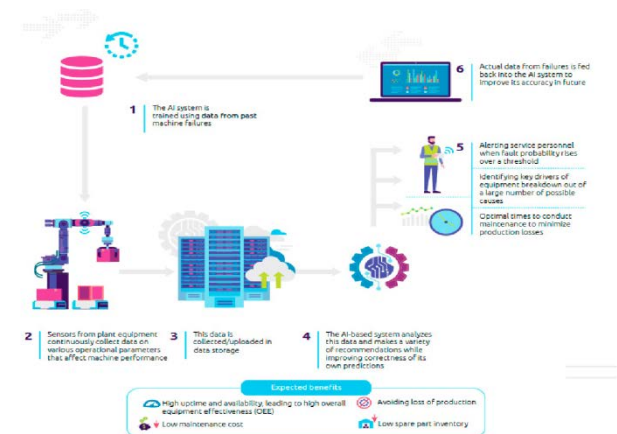 1 The AI system is
trained using data from past
machine failures
6 Actual data from failures is fed
back into the AI system to
improve its accuracy in future
5 Alerting service personnel
when fault probability rises
over a threshold
Identifying key drivers of
equipment breakdown out of
a large number of possible
causes
Optimal times to conduct
maintenance to minimize
production losses
2 Sensors from plant equipment
continuously collect data on
various operational parameters
that affect machine performance
3 This data is
collected/uploaded in
data storage
4 The AI-based system analyzes
this data and makes a variety
of recommendations while
improving correctness of its
own predictions
Expected benefits
High uptime and availability, leading to high overall
equipment effectiveness (OEE)
Avoiding loss of production
Low maintenance cost
Low spare part inventory